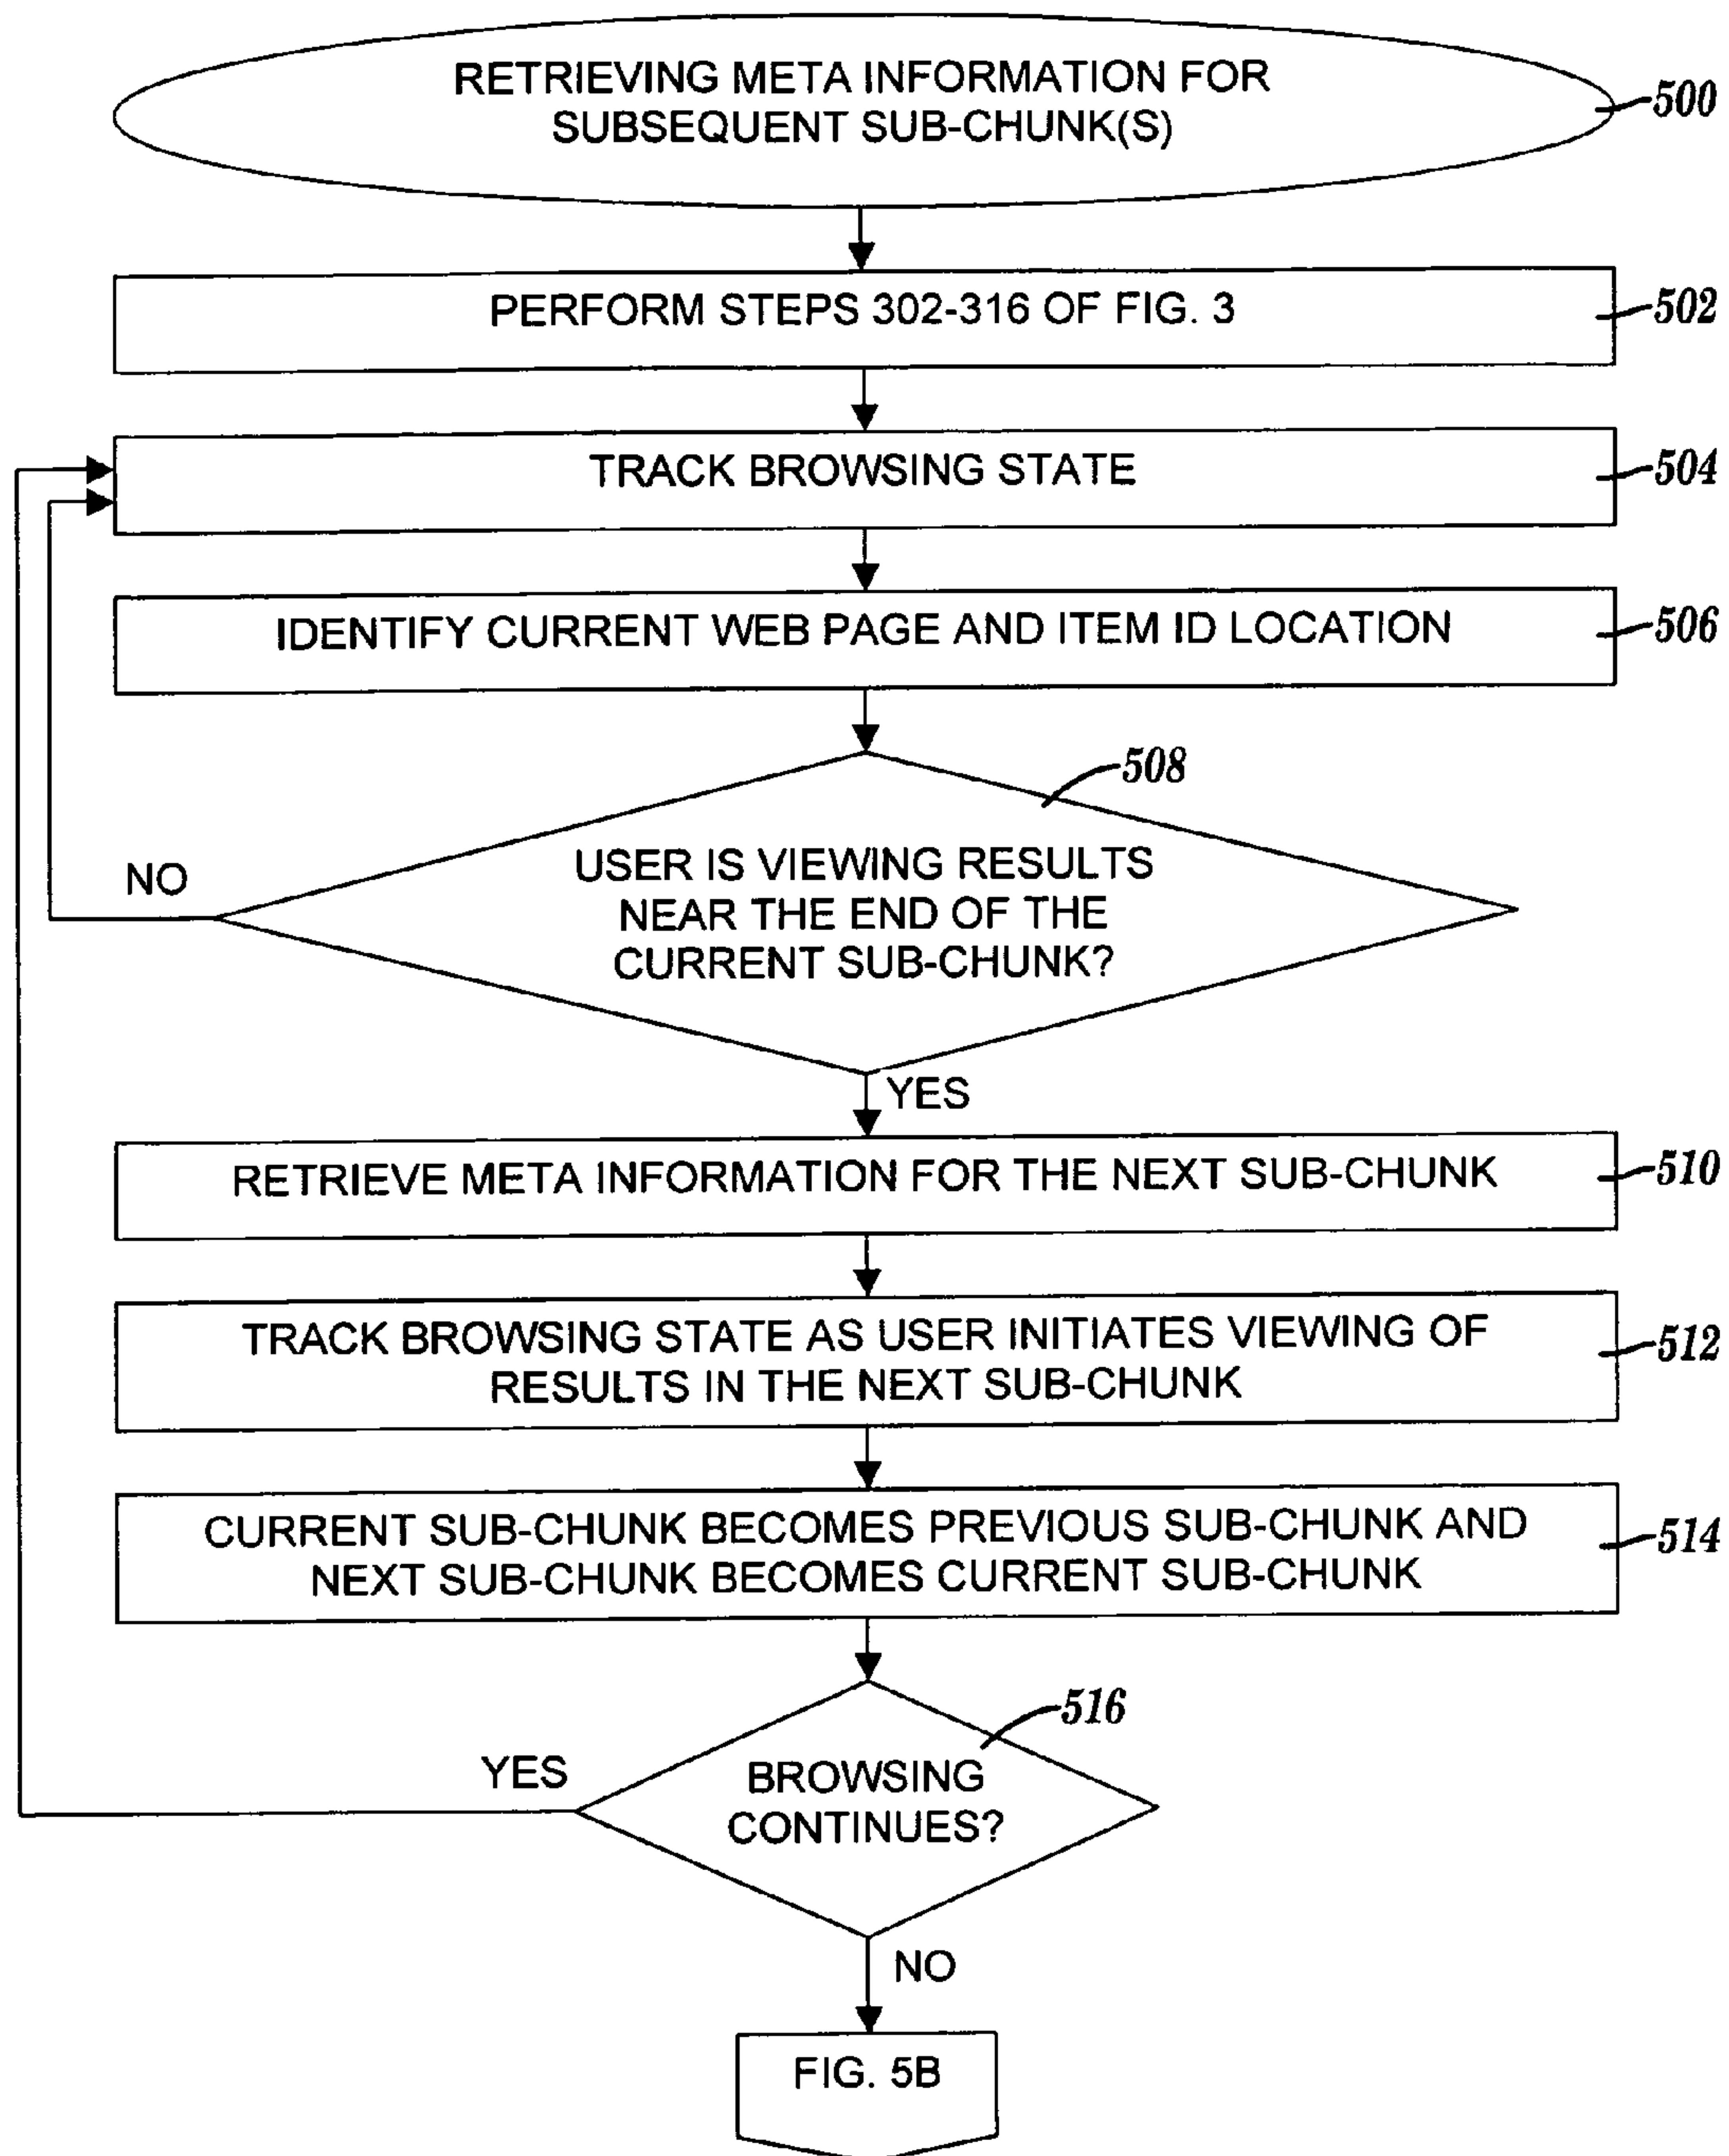 RETRIEVING META INFORMATION FOR
SUBSEQUENT SUB-CHUNK(S)
500
PERFORM STEPS 302-316 OF FIG. 3
502
TRACK BROWSING STATE
504
IDENTIFY CURRENT WEB PAGE AND ITEM ID LOCATION
506
508
USER IS VIEWING RESULTS
NEAR THE END OF THE
CURRENT SUB-CHUNK?
NO
YES
RETRIEVE META INFORMATION FOR THE NEXT SUB-CHUNK
510
TRACK BROWSING STATE AS USER INITIATES VIEWING OF
RESULTS IN THE NEXT SUB-CHUNK
512
CURRENT SUB-CHUNK BECOMES PREVIOUS SUB-CHUNK AND
NEXT SUB-CHUNK BECOMES CURRENT SUB-CHUNK
514
516
YES
BROWSING
CONTINUES?
NO
FIG. 5B